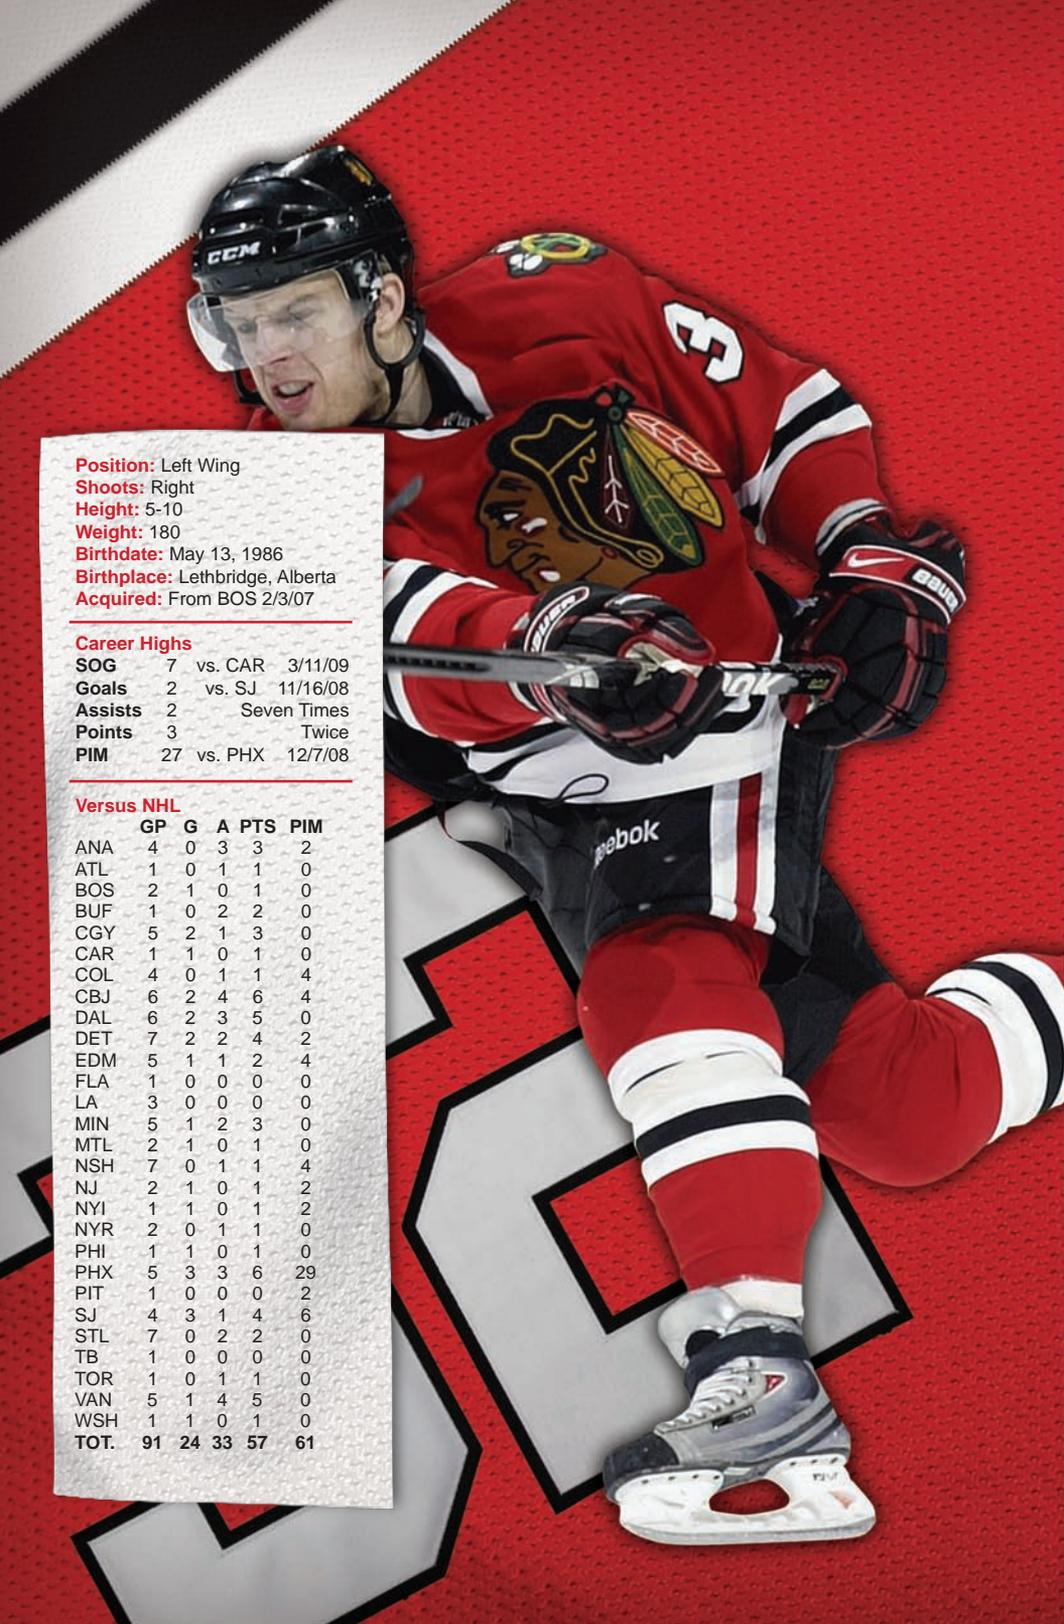 CCM
3
Position: Left Wing
Shoots: Right
Height: 5-10
Weight: 180
Birthdate: May 13, 1986
Birthplace: Lethbridge, Alberta
Acquired: From BOS 2/3/07
BAUER
Career Highs
SOG 7 vs. CAR 3/11/09
Goals 2 vs. SJ 11/16/08
Assists 2 Seven Times
Points 3 Twice
PIM 27 vs. PHX 12/7/08
Versus NHL
GP G A PTS PIM
ANA 4 0 3 3 2
ATL 1 0 1 1 0
BOS 2 1 0 1 0
BUF 1 0 2 2 0
CGY 5 2 1 3 0
CAR 1 1 0 1 0
COL 4 0 1 1 4
CBJ 6 2 4 6 4
DAL 6 2 3 5 0
DET 7 2 2 4 2
EDM 5 1 1 2 4
FLA 1 0 0 0 0
LA 3 0 0 0 0
MIN 5 1 2 3 0
MTL 2 1 0 1 0
NSH 7 0 1 1 4
NJ 2 1 0 1 2
NYI 1 1 0 1 2
NYR 2 0 1 1 0
PHI 1 1 0 1 0
PHX 5 3 3 6 29
PIT 1 0 0 0 2
SJ 4 3 1 4 6
STL 7 0 2 2 0
TB 1 0 0 0 0
TOR 1 0 1 1 0
VAN 5 1 4 5 0
WSH 1 1 0 1 0
TOT. 91 24 33 57 61
eebok